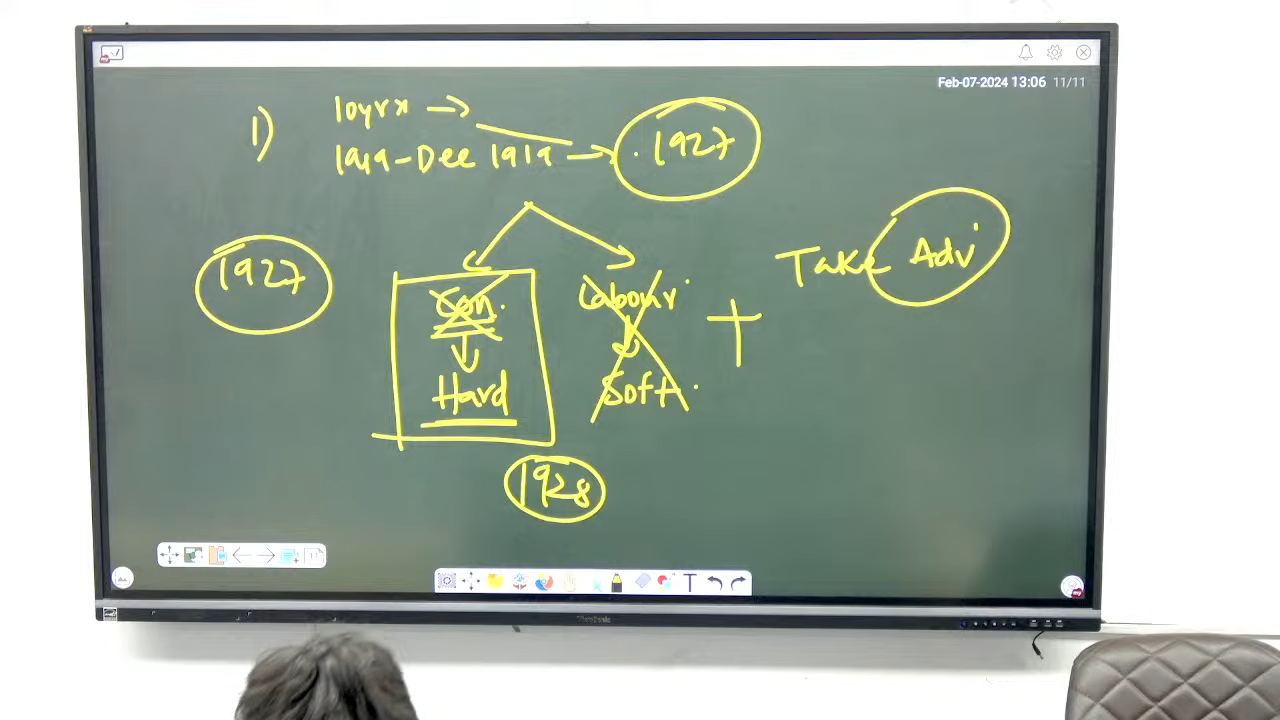 Feb-07-2024 13:06 11/11
1) 10yrs →
1919-Dec 1919 → 1927
1927
Con. Labour + Take Adv
Hard Soft.
1928
ViewSonic